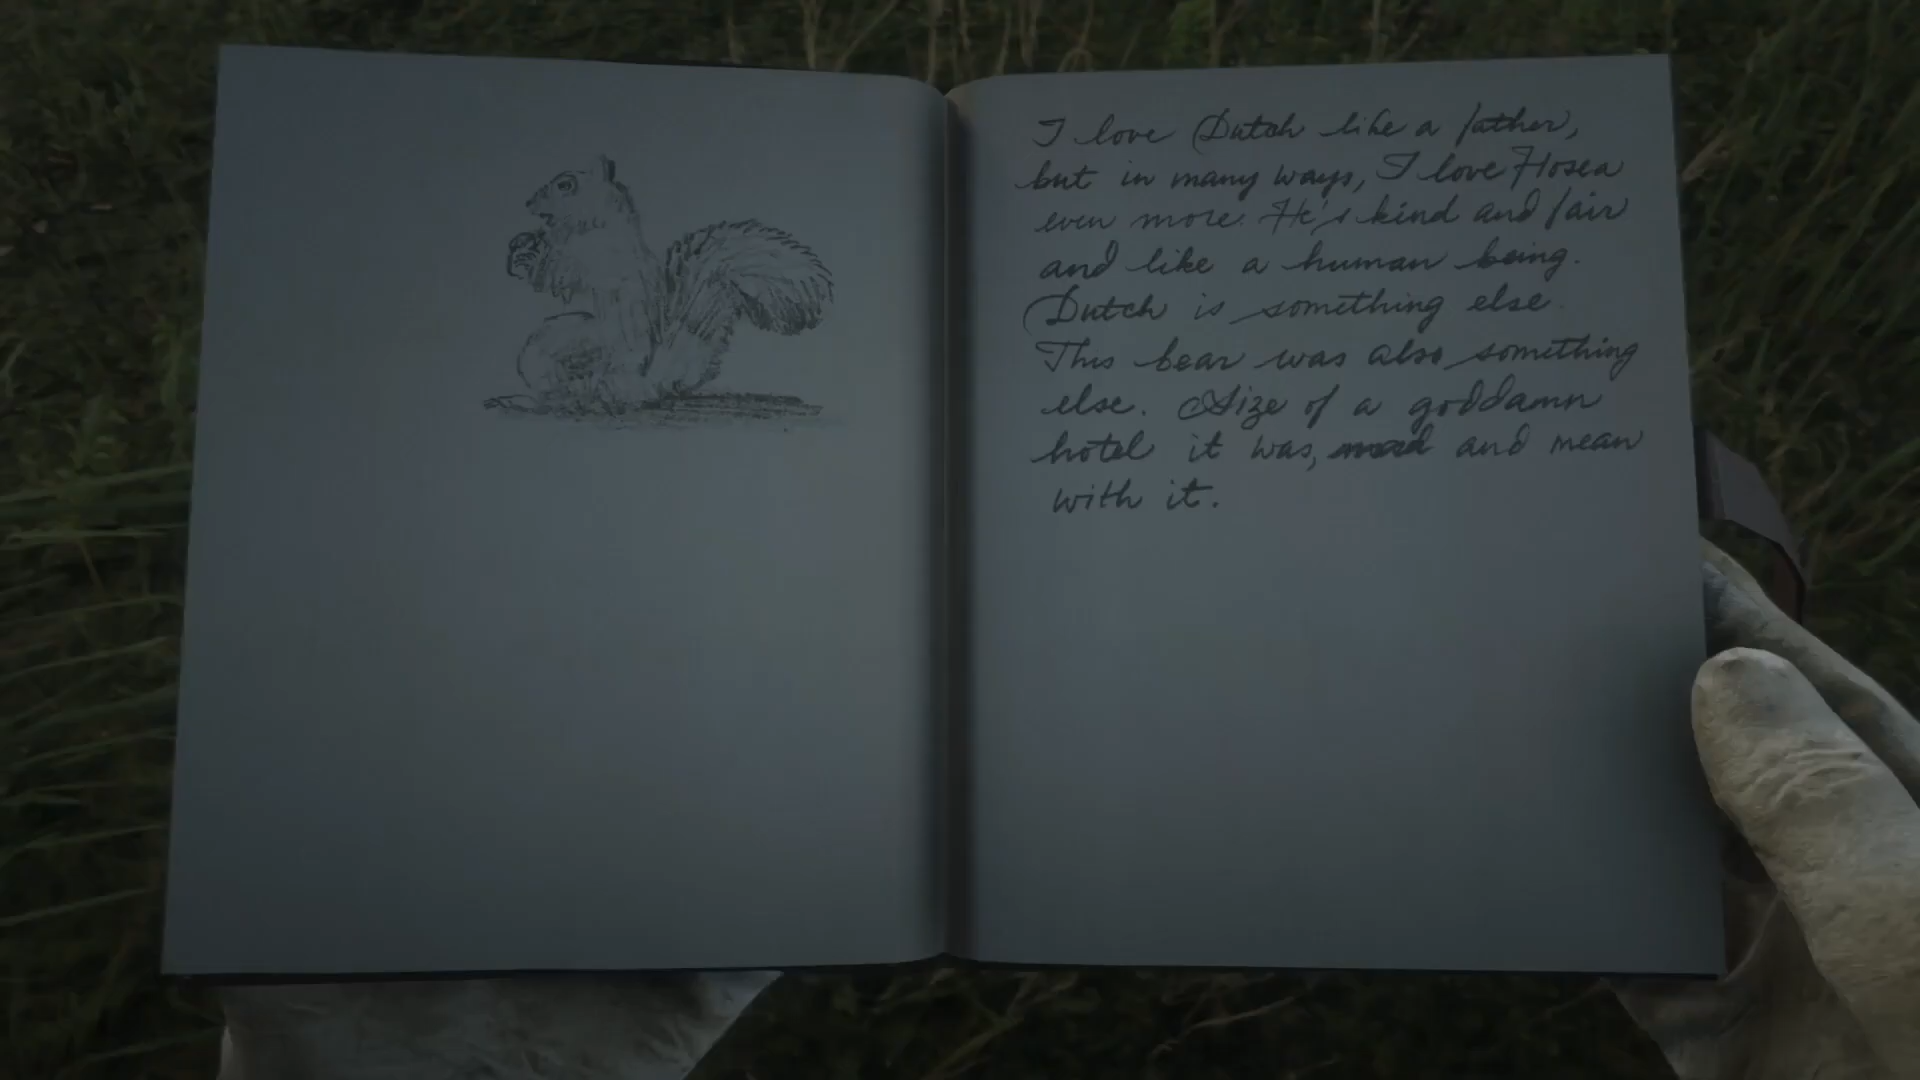 I love Dutch like a father,
but in many ways, I love Hosea
even more. He's kind and fair
and like a human being.
Dutch is something else.
This bear was also something
else. Size of a goddamn
hotel it was, and mean
with it.